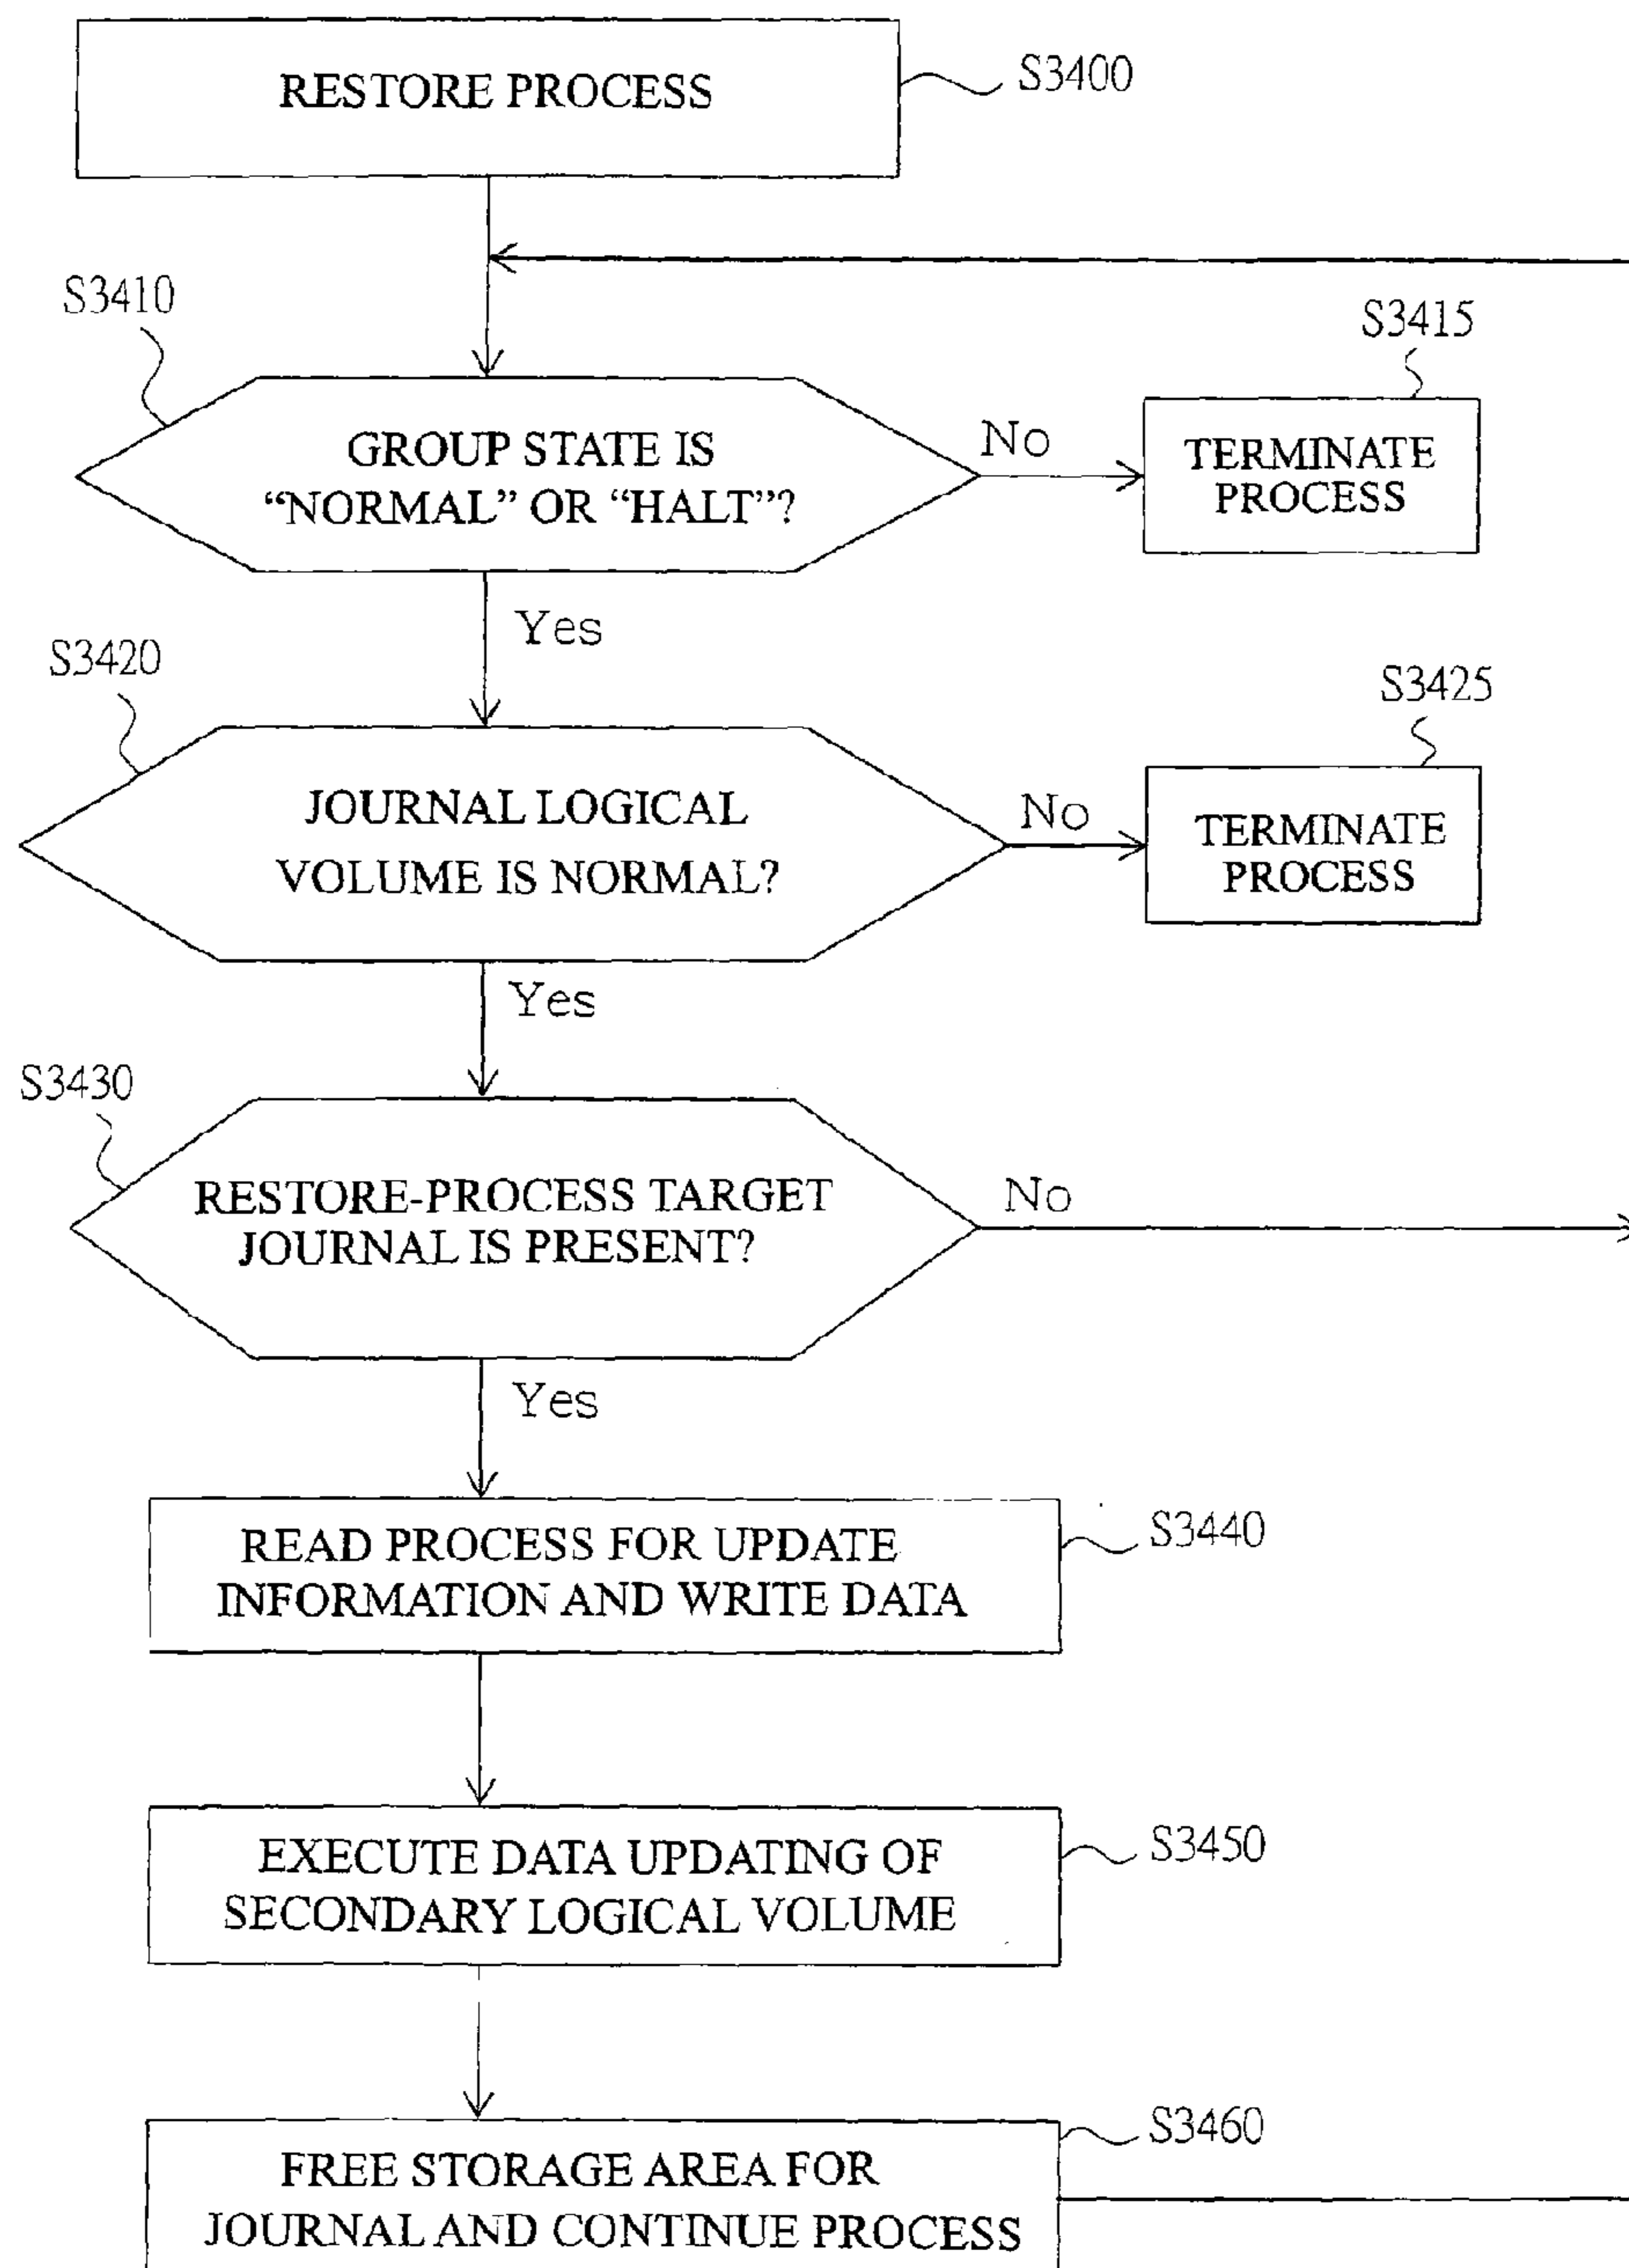 RESTORE PROCESS
S3400
S3410
GROUP STATE IS
“NORMAL” OR “HALT”?
No
S3415
TERMINATE
PROCESS
Yes
S3420
JOURNAL LOGICAL
VOLUME IS NORMAL?
No
S3425
TERMINATE
PROCESS
Yes
S3430
RESTORE-PROCESS TARGET
JOURNAL IS PRESENT?
No
Yes
READ PROCESS FOR UPDATE
INFORMATION AND WRITE DATA
S3440
EXECUTE DATA UPDATING OF
SECONDARY LOGICAL VOLUME
S3450
FREE STORAGE AREA FOR
JOURNAL AND CONTINUE PROCESS
S3460